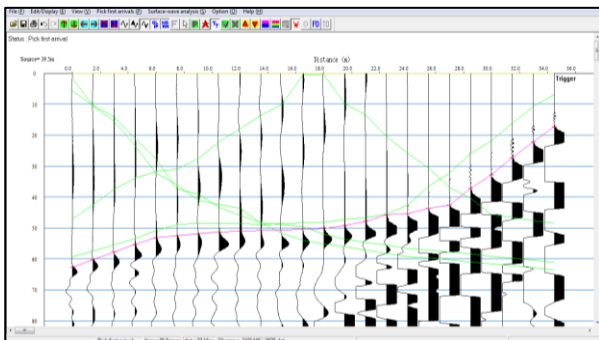 File (F) Edit/Display (E) View (V) Pick first arrivals (P) Surface-wave analysis (S) Option (O) Help (H)
Status : Pick first arrival
Source= 39.5m
Distance (m)
0.0 2.0 4.0 6.0 8.0 10.0 12.0 14.0 16.0 18.0 20.0 22.0 24.0 26.0 28.0 30.0 32.0 34.0 36.0
Trigger
0
10
20
30
40
50
60
70
80